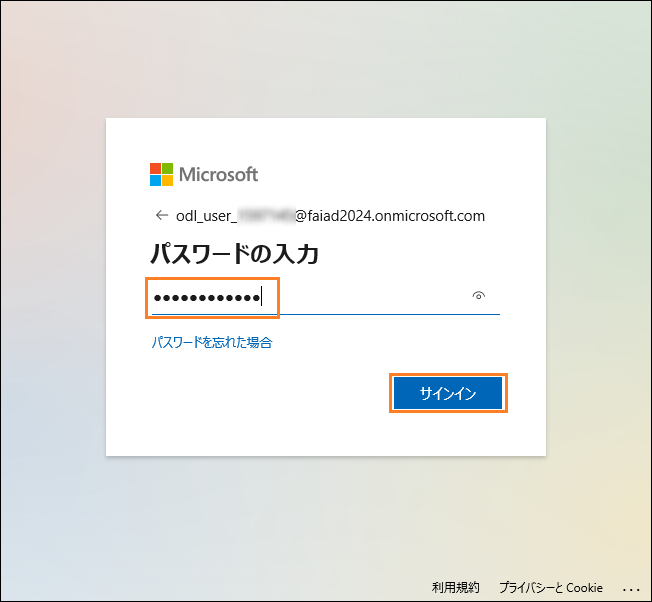 Microsoft
← odl_user_@faiad2024.onmicrosoft.com
パスワードの入力
●●●●●●●●●●●●
パスワードを忘れた場合
サインイン
利用規約 プライバシーと Cookie ...